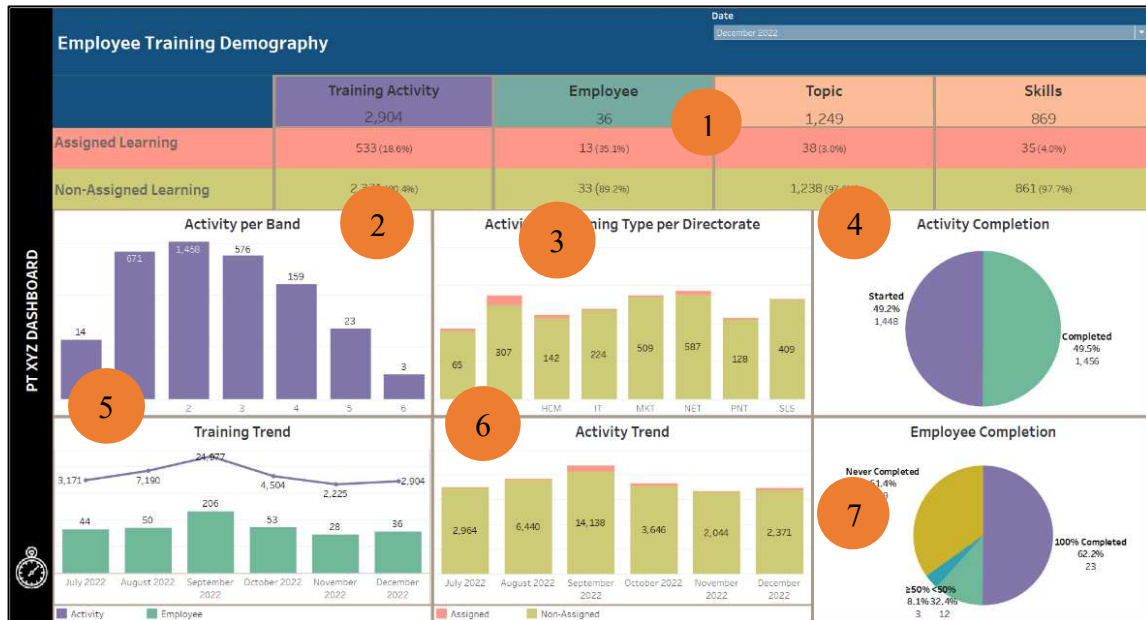 Date
December 2022
Employee Training Demography
Training Activity
2,904
Employee
36
Topic
1,249
Skills
869
1
Assigned Learning
533 (18.6%)
13 (35.1%)
38 (3.0%)
35 (4.0%)
Non-Assigned Learning
33 (89.2%)
861 (97.7%)
PT XYZ DASHBOARD
Activity per Band
2
14
671
1,458
576
159
23
3
2
3
4
5
6
per Directorate
3
65
307
142
224
509
587
128
409
HCM
IT
MKT
NET
PNT
SLS
4
Activity Completion
Started
49.2%
1,448
Completed
49.5%
1,456
5
Training Trend
3,171
7,190
24,977
4,504
2,225
2,904
44
50
206
53
28
36
July 2022
August 2022
September
2022
October 2022
November
2022
December
2022
Activity
Employee
6
Activity Trend
2,964
6,440
14,138
3,646
2,044
2,371
July 2022
August 2022
September
2022
October 2022
November
2022
December
2022
Assigned
Non-Assigned
Employee Completion
Never Completed
7
100% Completed
62.2%
23
≥50%
8.1%
3
<50%
32.4%
12